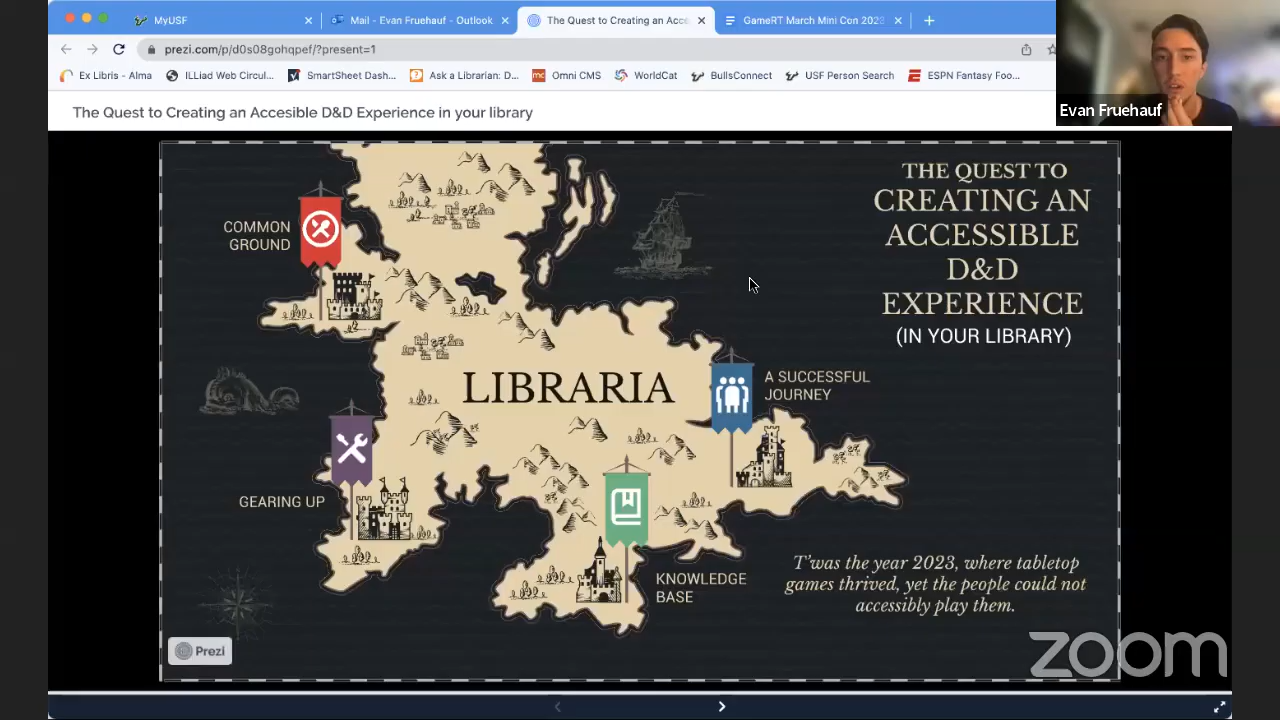 MyUSF
Mail - Evan Fruehauf - Outlook
The Quest to Creating an Acce
GameRT March Mini Con 2023
prezi.com/p/d0s08gohqpef/?present=1
Ex Libris - Alma
ILLiad Web Circul...
SmartSheet Dash...
Ask a Librarian: D...
Omni CMS
WorldCat
BullsConnect
USF Person Search
ESPN Fantasy Foo...
Evan Fruehauf
The Quest to Creating an Accesible D&D Experience in your library
THE QUEST TO
CREATING AN
ACCESSIBLE
D&D
EXPERIENCE
(IN YOUR LIBRARY)
COMMON
GROUND
LIBRARIA
A SUCCESSFUL
JOURNEY
GEARING UP
KNOWLEDGE
BASE
T'was the year 2023, where tabletop
games thrived, yet the people could not
accessibly play them.
Prezi
zoom